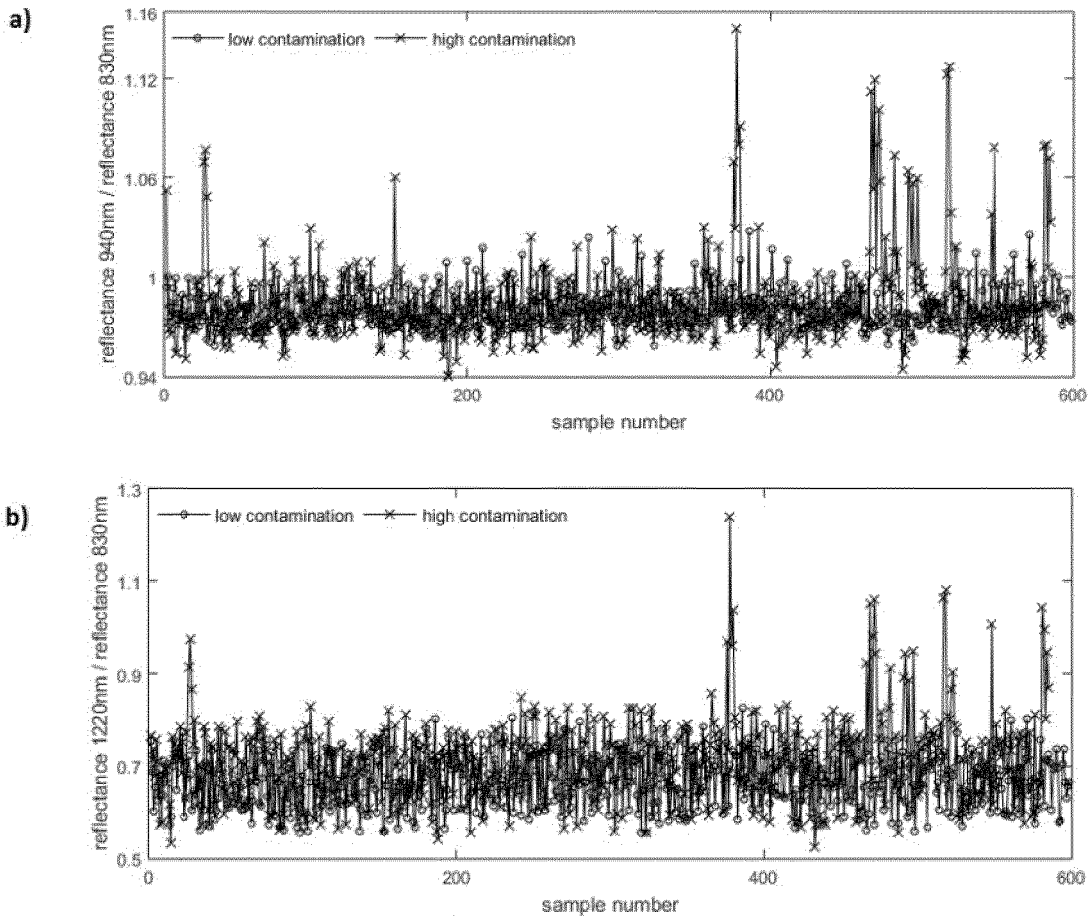 a)
reflectance 940nm / reflectance 830nm
1.16
1.12
1.06
1
0.94
low contamination high contamination
0 200 400 600
sample number
b)
reflectance 1220nm / reflectance 830nm
1.3
1.1
0.9
0.7
0.5
low contamination high contamination
0 200 400 600
sample number